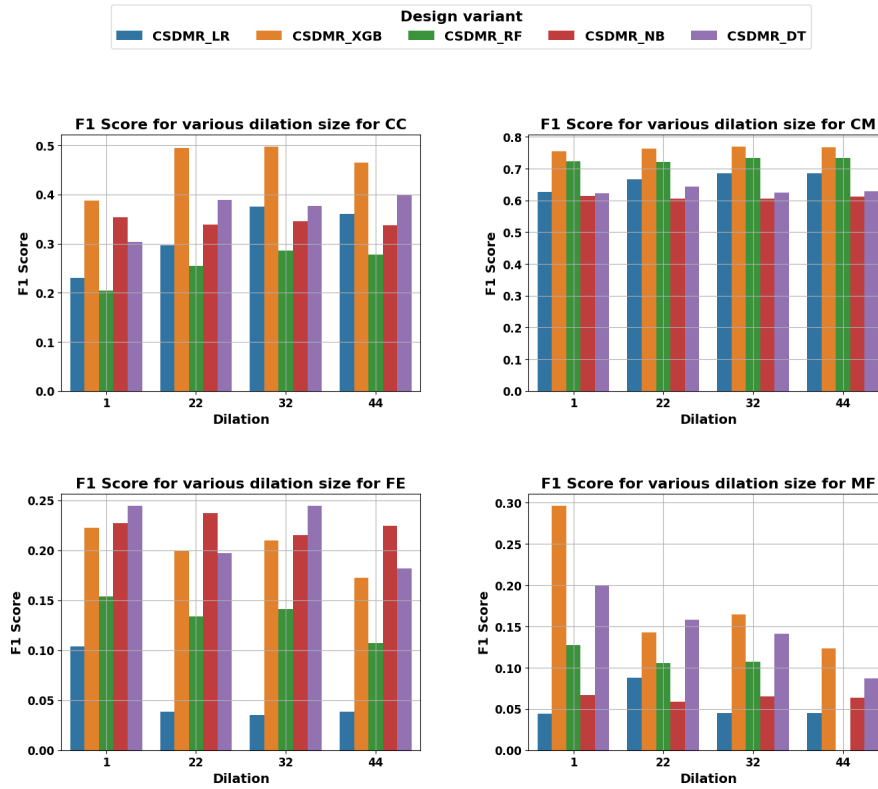 Design variant
CSDMR_LR CSDMR_XGB CSDMR_RF CSDMR_NB CSDMR_DT
F1 Score for various dilation size for CC
F1 Score
0.5
0.4
0.3
0.2
0.1
0.0
1 22 32 44
Dilation
F1 Score for various dilation size for CM
F1 Score
0.8
0.7
0.6
0.5
0.4
0.3
0.2
0.1
0.0
1 22 32 44
Dilation
F1 Score for various dilation size for FE
F1 Score
0.25
0.20
0.15
0.10
0.05
0.00
1 22 32 44
Dilation
F1 Score for various dilation size for MF
F1 Score
0.30
0.25
0.20
0.15
0.10
0.05
0.00
1 22 32 44
Dilation